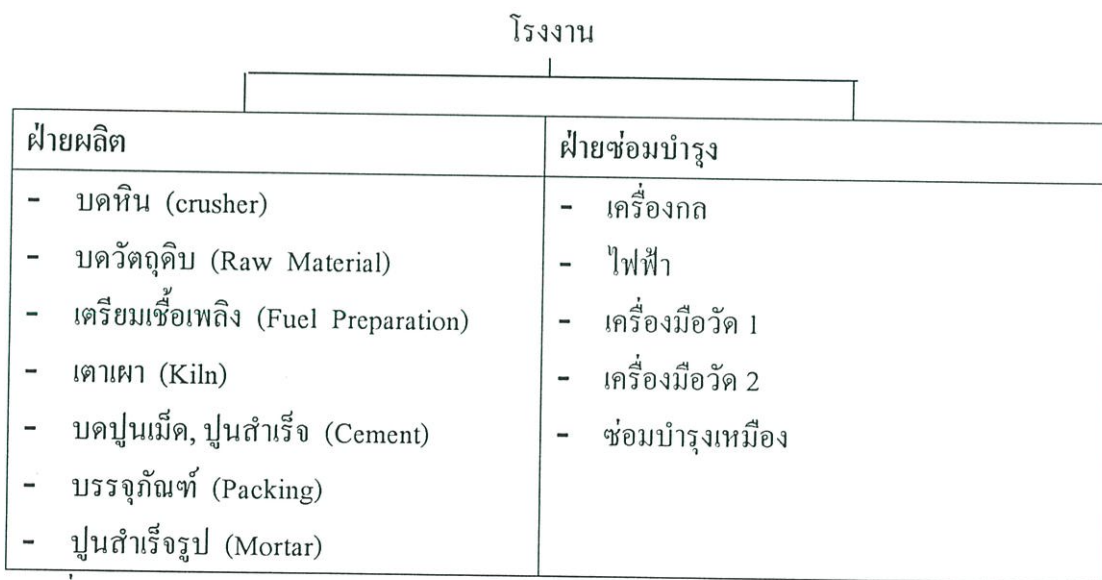 โรงงาน
ฝ่ายผลิต
- บดหิน (crusher)
- บดวัตถุดิบ (Raw Material)
- เตรียมเชื้อเพลิง (Fuel Preparation)
- เตาเผา (Kiln)
- บดปูนเม็ด, ปูนสำเร็จ (Cement)
- บรรจุภัณฑ์ (Packing)
- ปูนสำเร็จรูป (Mortar)
ฝ่ายซ่อมบำรุง
- เครื่องกล
- ไฟฟ้า
- เครื่องมือวัด 1
- เครื่องมือวัด 2
- ซ่อมบำรุงเหมือง